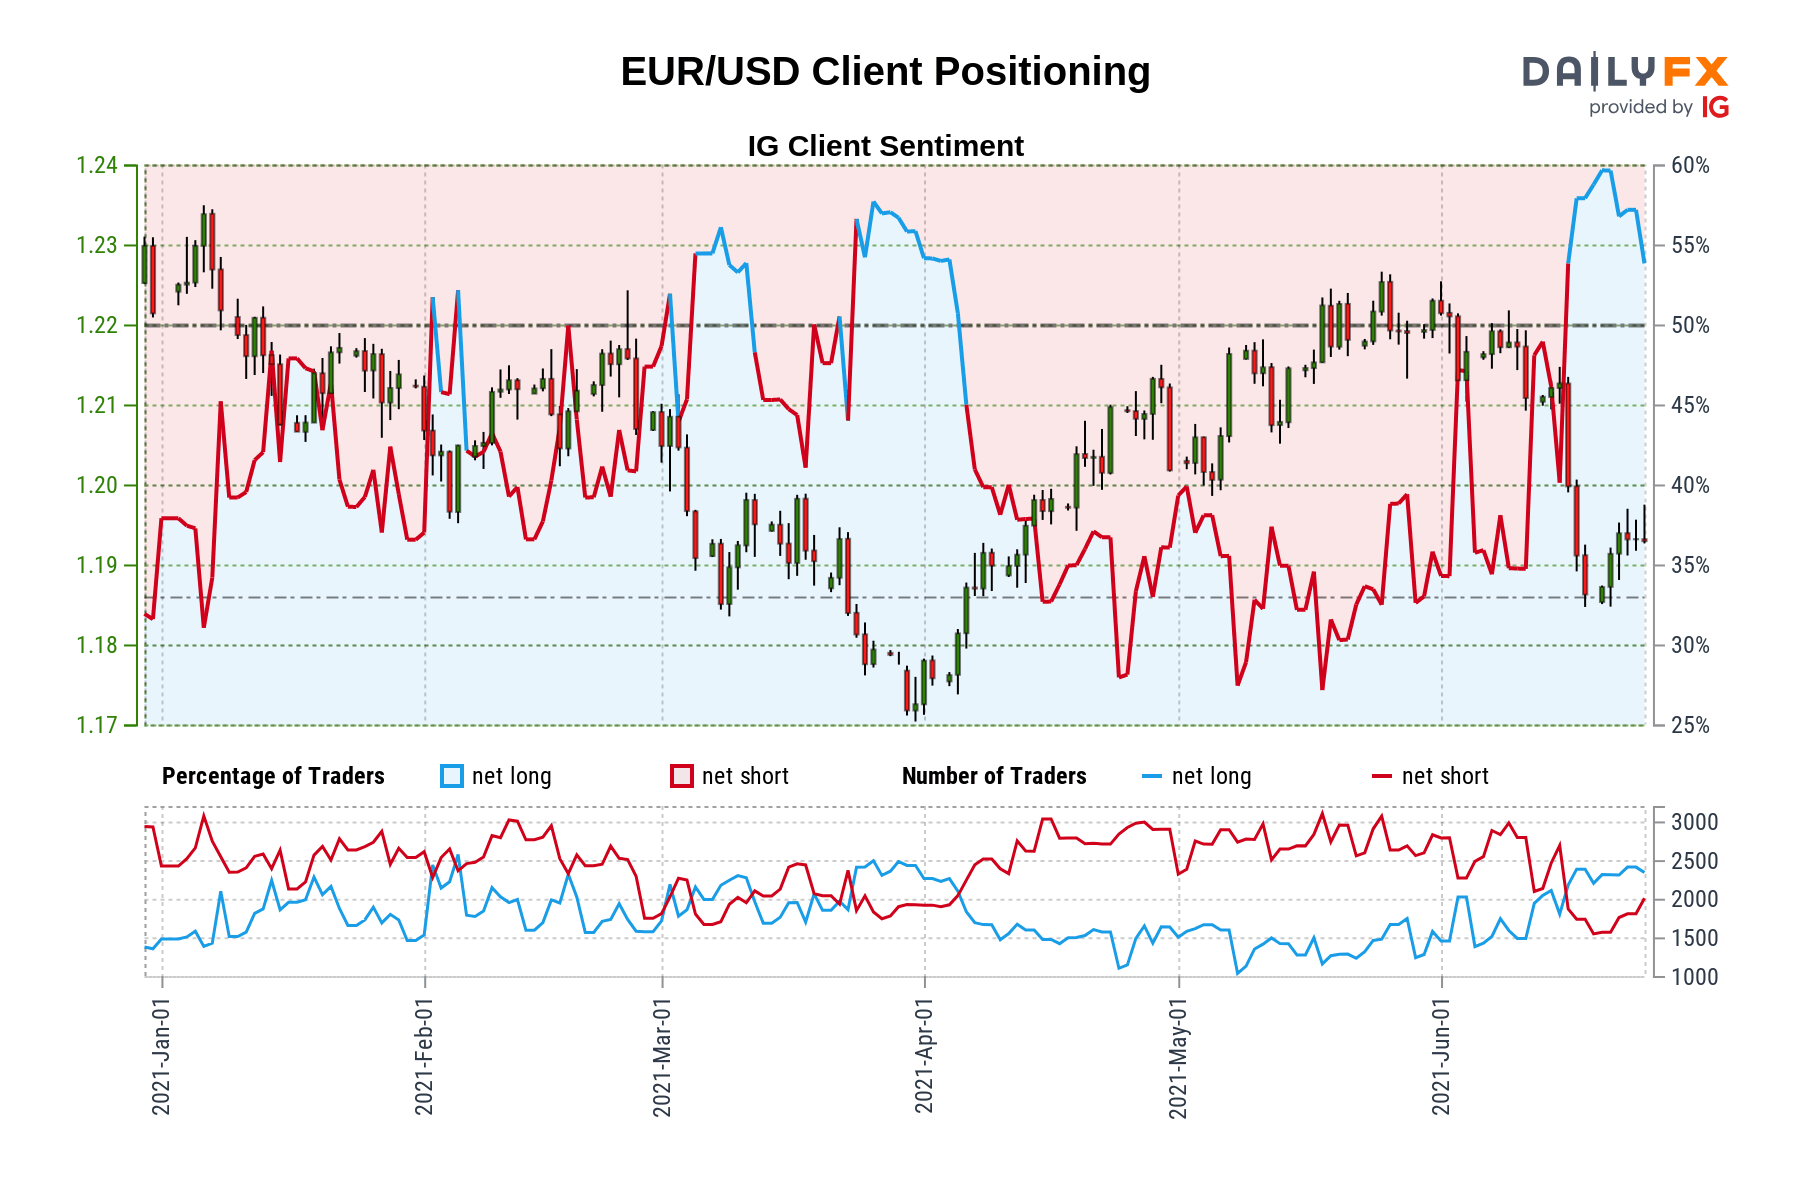 EUR/USD Client Positioning
DAILYFX
provided by IG
IG Client Sentiment
1.24
1.23
1.22
1.21
1.20
1.19
1.18
1.17
60%
55%
50%
45%
40%
35%
30%
25%
Percentage of Traders net long net short Number of Traders net long net short
3000
2500
2000
1500
1000
2021-Jan-01
2021-Feb-01
2021-Mar-01
2021-Apr-01
2021-May-01
2021-Jun-01